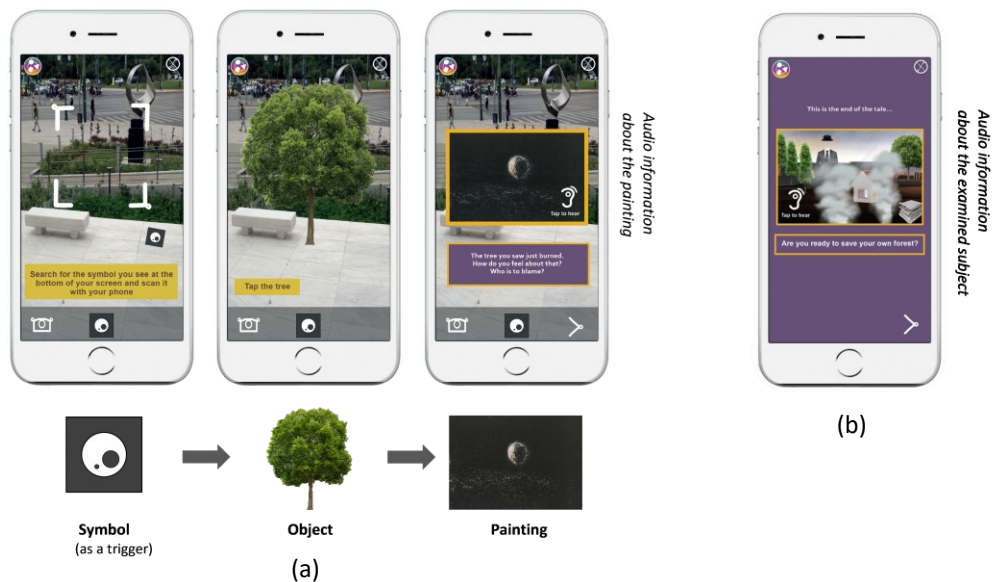 Search for the symbol you see at the
bottom of your screen and scan it
with your phone
Tap the tree
Tap to hear
The tree you saw just burned.
How do you feel about that?
Who is to blame?
Audio information
about the painting
This is the end of the tale...
Tap to hear
Are you ready to save your own forest?
Audio information
about the examined subject
Symbol
(as a trigger)
Object
Painting
(a)
(b)